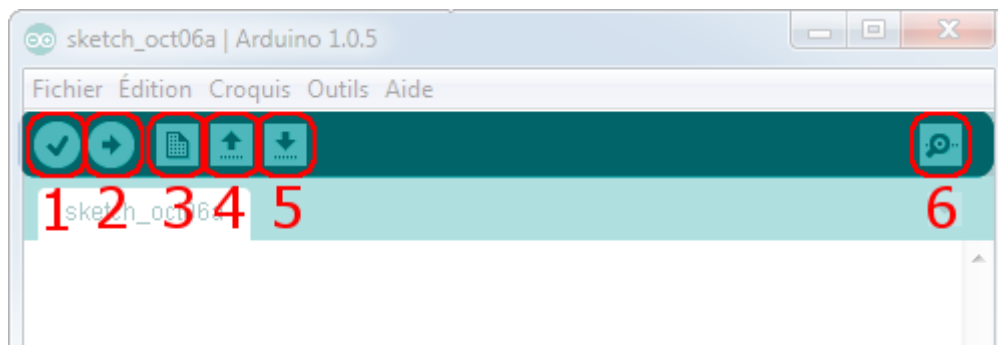 sketch_oct06a | Arduino 1.0.5
Fichier Édition Croquis Outils Aide
1 2 3 4 5 6
sketch_oct06a